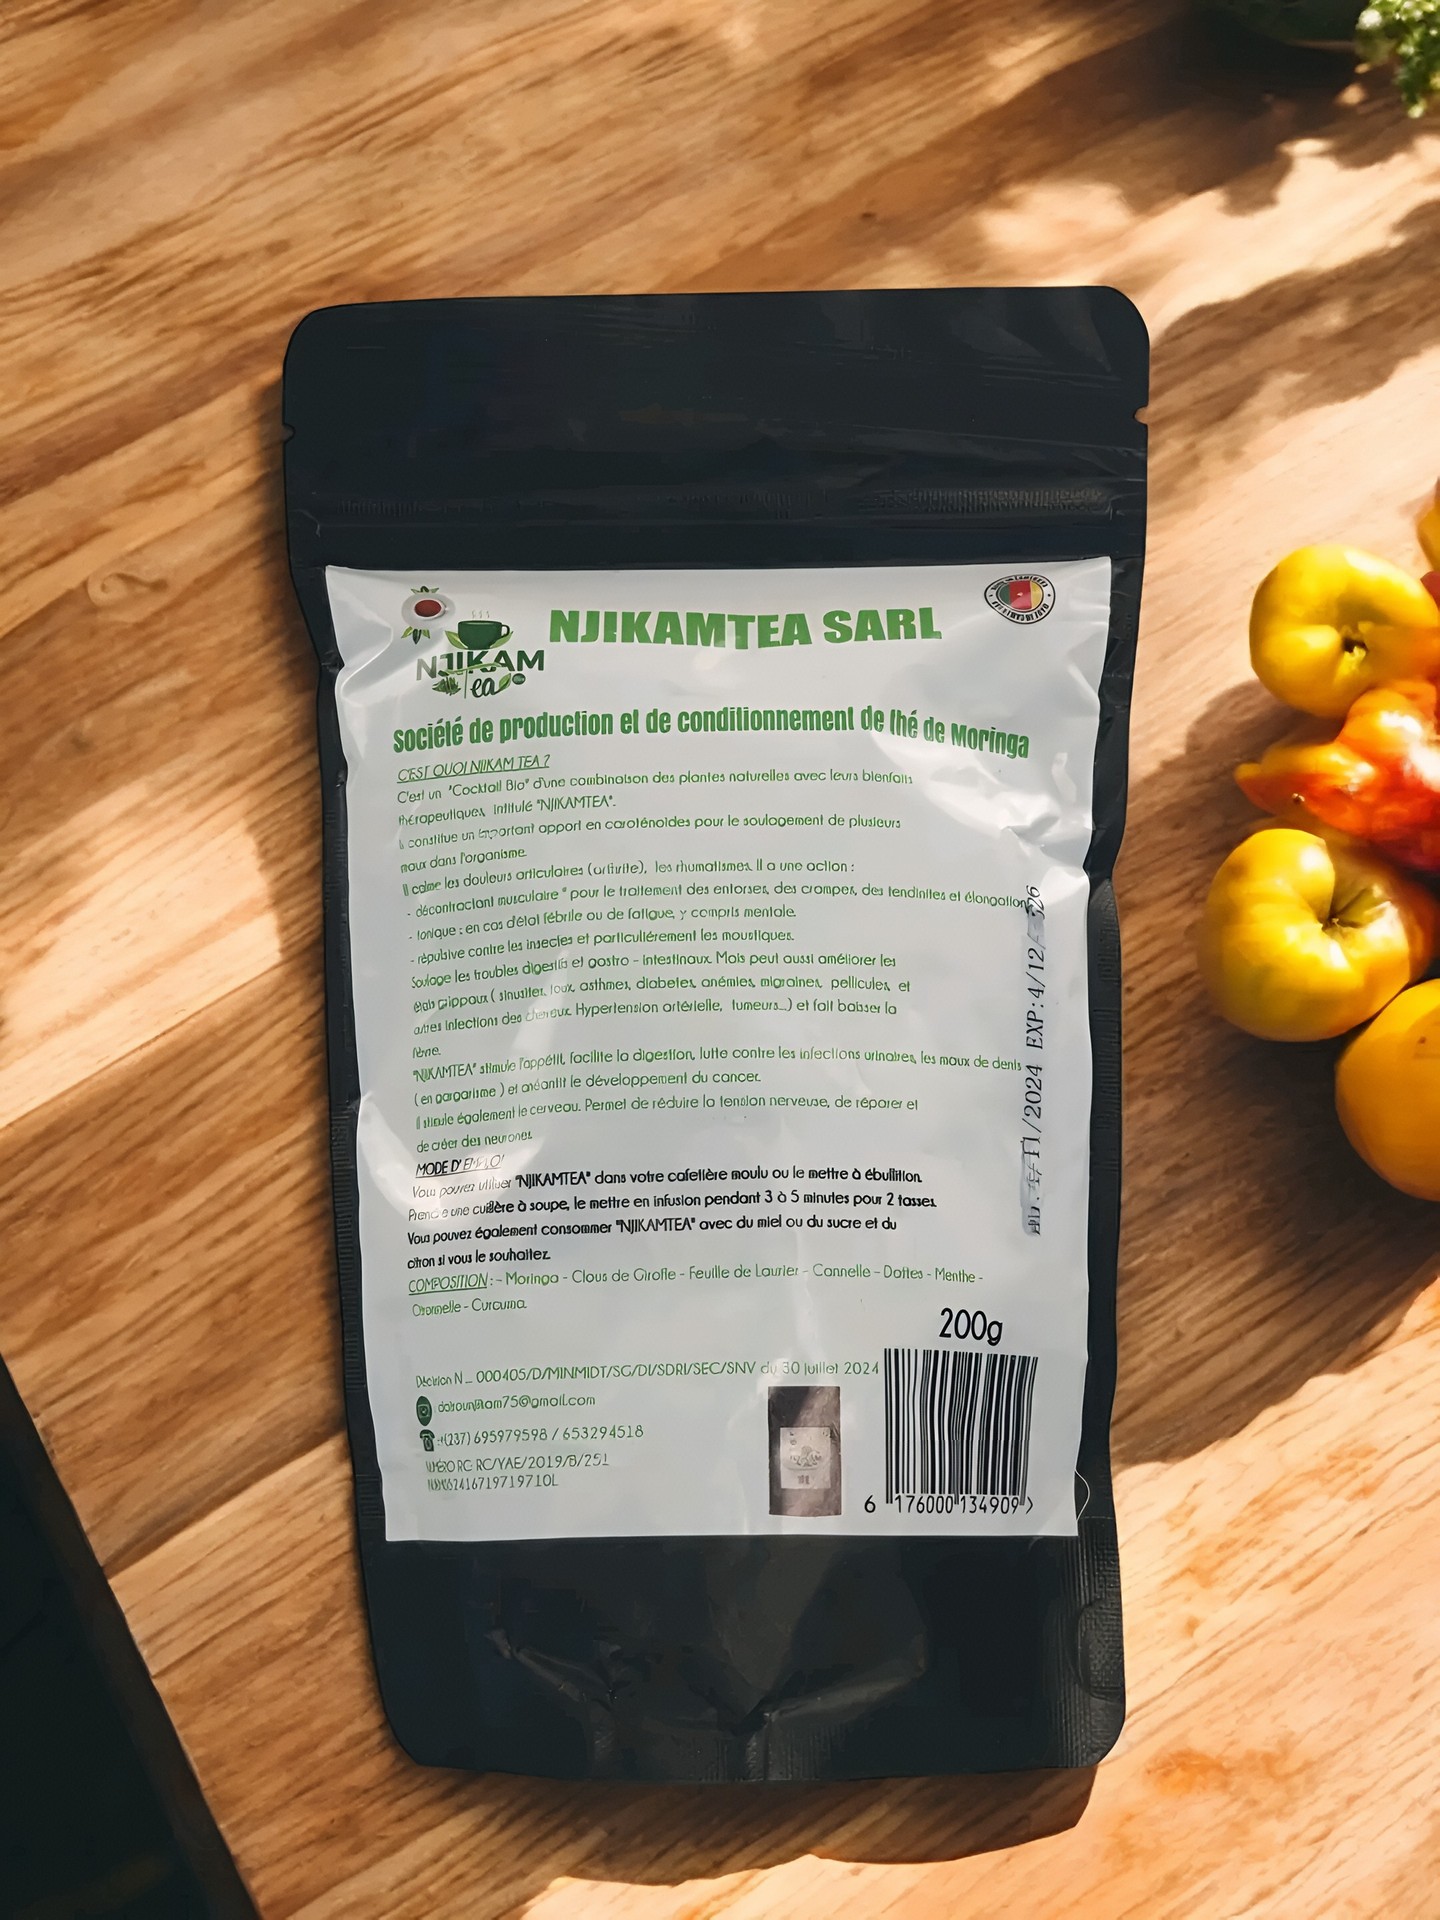 NJIKAM
tea
NJIKAMTEA SARL
Société de production et de conditionnement de thé de Moringa
C'EST QUOI NJIKAM TEA ?
C'est un "Cocktail Bio" d'une combinaison des plantes naturelles avec leurs bienfaits
thérapeutiques, intitulé "NJIKAMTEA".
constitue un important apport en caroténoïdes pour le soulagement de plusieurs
maux dans l'organisme.
Il calme les douleurs articulaires (artirite), les rhumatismes. Il a une action :
- décontractant musculaire " pour le traitement des entorses, des crampes, des tendinites et élongation
- tonique : en cas d'état fébrile ou de fatigue, y compris mentale.
- répulsive contre les insectes et particulièrement les moustiques.
Soulage les troubles digestifs et gastro - intestinaux. Mais peut aussi améliorer les
états grippaux ( sinusites, toux, asthmes, diabetes, anémies, migraines, pellicules, et
autres infections des cheveux. Hypertension artérielle, tumeurs...) et fait baisser la
fièvre.
"NJIKAMTEA" stimule l'appétit, facilite la digestion, lutte contre les infections urinaires, les maux de dents
( en gargarisme ) et anéantit le développement du cancer.
Il stimule également le cerveau. Permet de réduire la tension nerveuse, de réparer et
de créer des neurones.
MODE D'EMPLOI
Vous pouvez utiliser "NJIKAMTEA" dans votre cafetière moulu ou le mettre à ébullition.
Prendre une cuillère à soupe, le mettre en infusion pendant 3 à 5 minutes pour 2 tasses.
Vous pouvez également consommer "NJIKAMTEA" avec du miel ou du sucre et du
citron si vous le souhaitez.
COMPOSITION : - Moringa - Clous de Girofle - Feuille de Laurier - Cannelle - Dattes - Menthe -
Citronnelle - Curcuma.
11/2024 EXP:4/12/
200g
Décision N_ 000405/D/MINMIDT/SG/DI/SDRI/SEC/SNV du 30 juillet 2024
@gmail.com
:+(237) 695979598 / 653294518
NUMÉRO RC: RC/YAE/2019/B/251
6 176000 134909 >